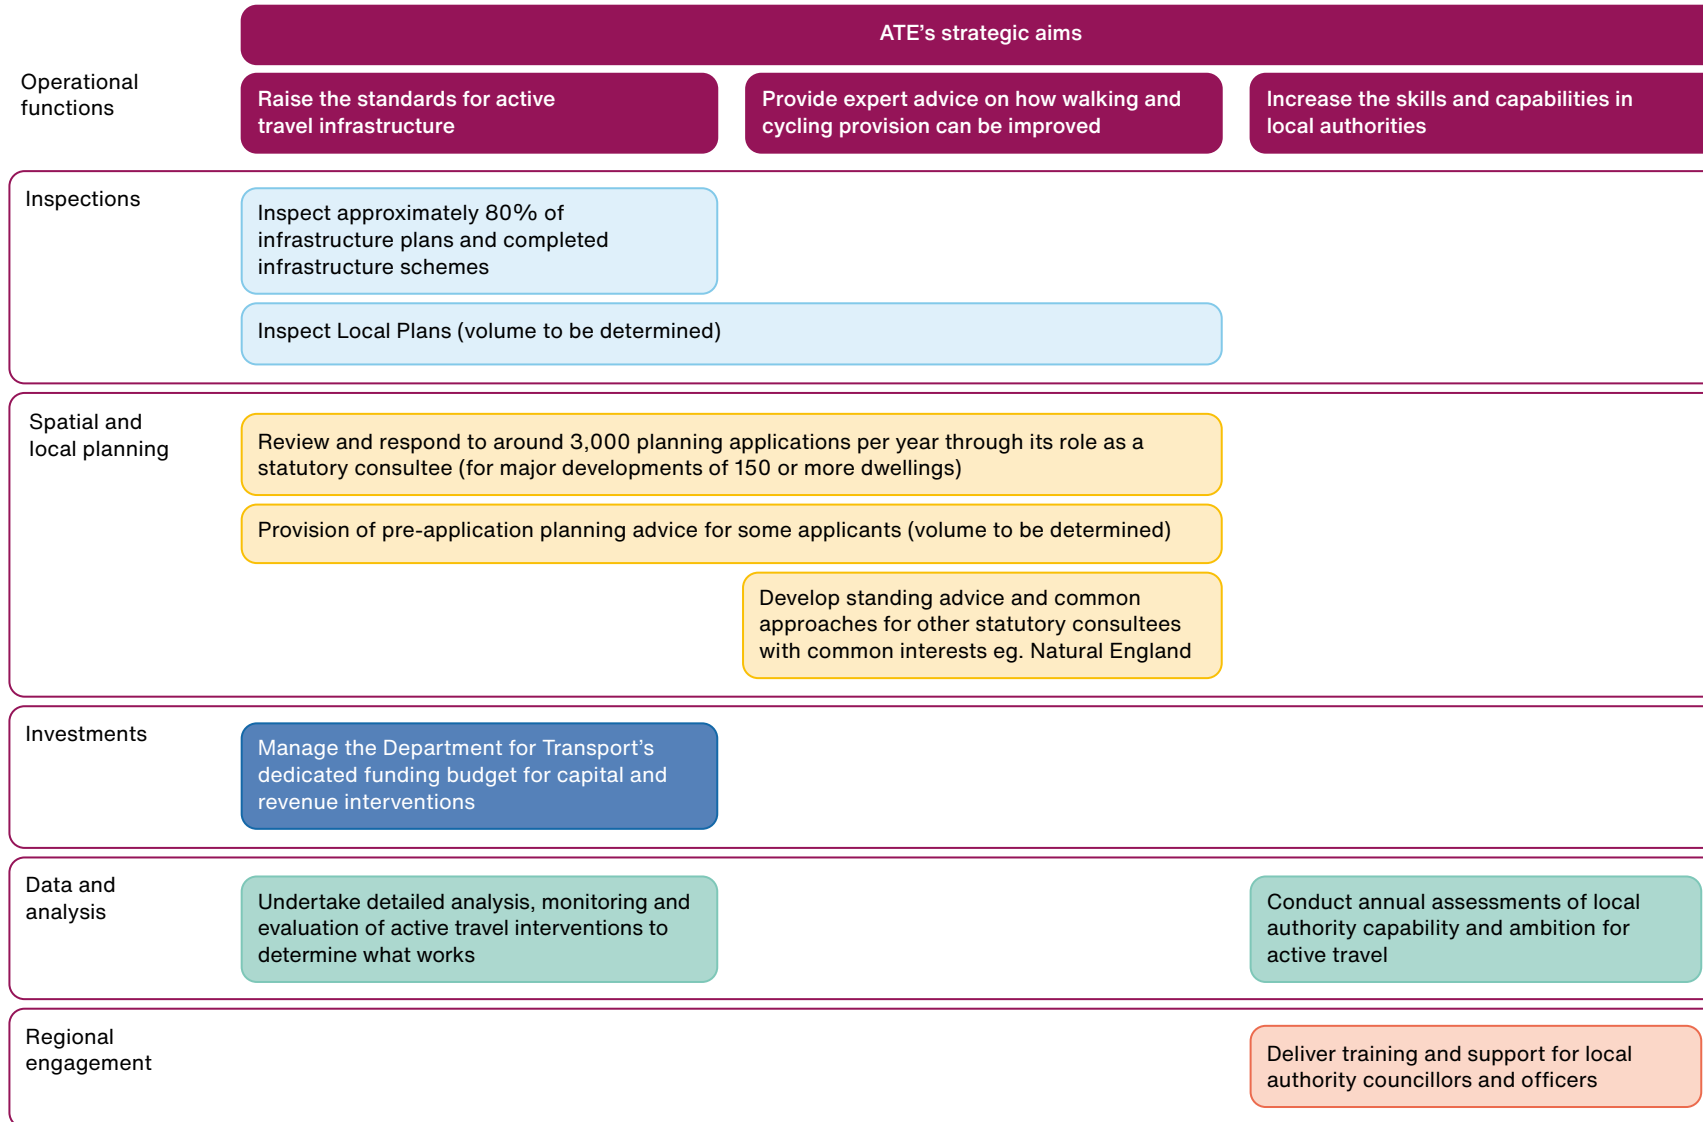 ATE’s strategic aims
Operational
functions
Raise the standards for active
travel infrastructure
Provide expert advice on how walking and
cycling provision can be improved
Increase the skills and capabilities in
local authorities
Inspections
Inspect approximately 80% of
infrastructure plans and completed
infrastructure schemes
Inspect Local Plans (volume to be determined)
Spatial and
local planning
Review and respond to around 3,000 planning applications per year through its role as a
statutory consultee (for major developments of 150 or more dwellings)
Provision of pre-application planning advice for some applicants (volume to be determined)
Develop standing advice and common
approaches for other statutory consultees
with common interests eg. Natural England
Investments
Manage the Department for Transport’s
dedicated funding budget for capital and
revenue interventions
Data and
analysis
Undertake detailed analysis, monitoring and
evaluation of active travel interventions to
determine what works
Conduct annual assessments of local
authority capability and ambition for
active travel
Regional
engagement
Deliver training and support for local
authority councillors and officers